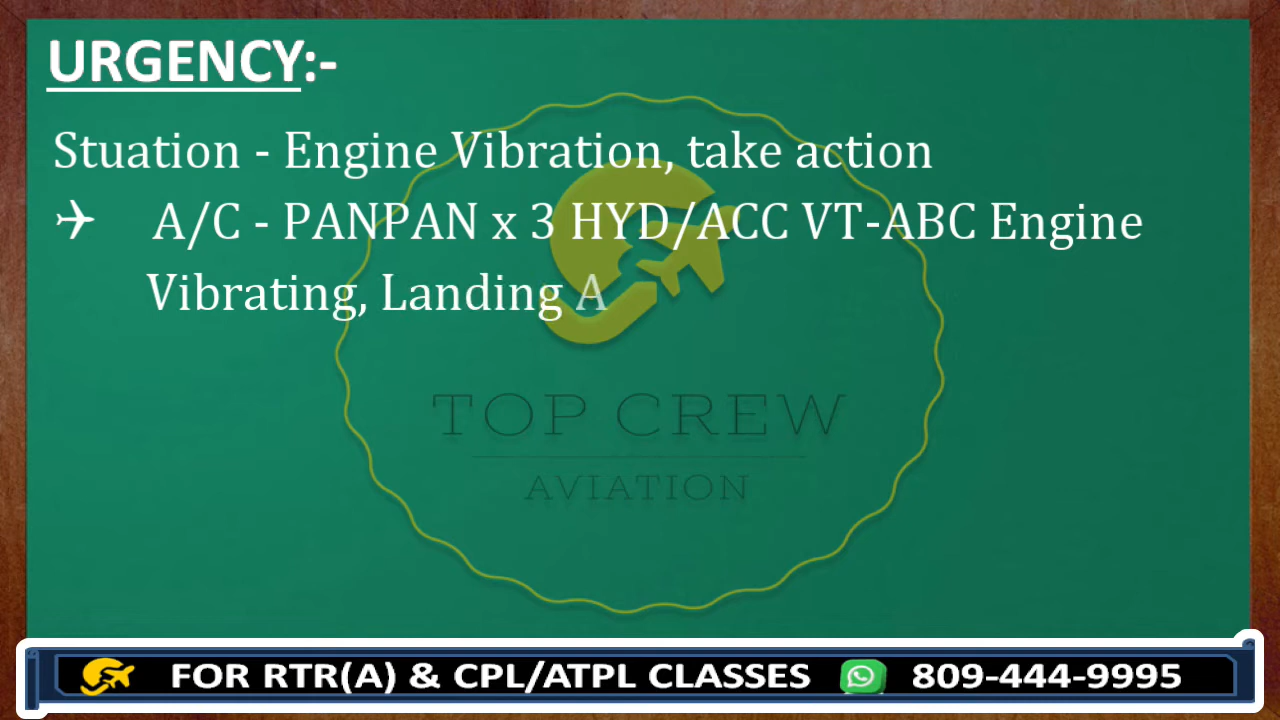 URGENCY:-
Stuation - Engine Vibration, take action
✈ A/C - PANPAN x 3 HYD/ACC VT-ABC Engine
Vibrating, Landing A
TOP CREW
AVIATION
FOR RTR(A) & CPL/ATPL CLASSES 809-444-9995